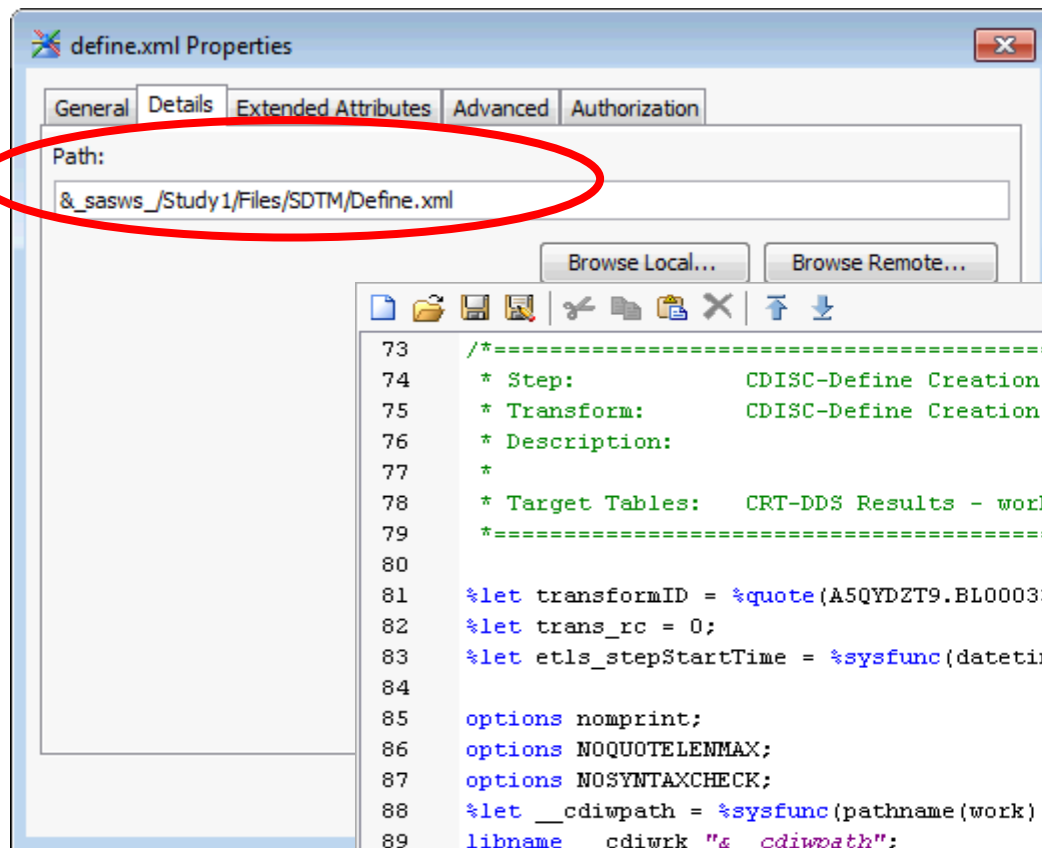 define.xml Properties
General Details Extended Attributes Advanced Authorization
Path:
&_sasws_/Study1/Files/SDTM/Define.xml
Browse Local... Browse Remote...
73 /*========================================
74 * Step: CDISC-Define Creation
75 * Transform: CDISC-Define Creation
76 * Description:
77 *
78 * Target Tables: CRT-DDS Results - work
79 *========================================
80
81 %let transformID = %quote(A5QYDZT9.BL0003
82 %let trans_rc = 0;
83 %let etls_stepStartTime = %sysfunc(dateti
84
85 options nomprint;
86 options NOQUOTELENMAX;
87 options NOSYNTAXCHECK;
88 %let __cdiwpath = %sysfunc(pathname(work)
89 libname __cdiwrk "&__cdiwpath";